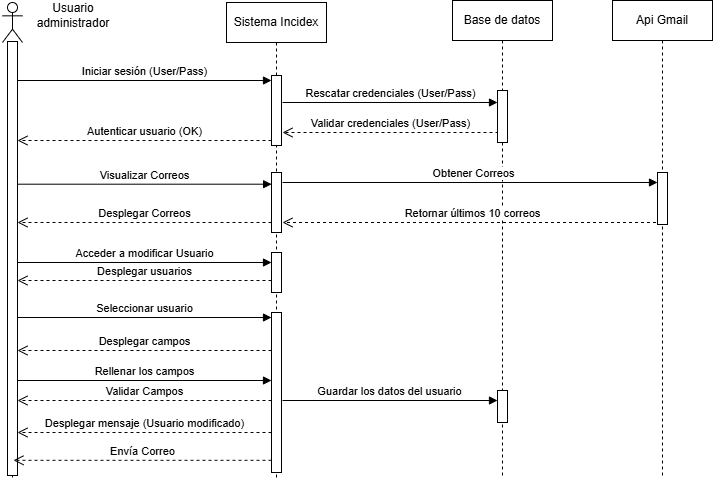 Usuario
administrador
Sistema Incidex
Base de datos
Api Gmail
Iniciar sesión (User/Pass)
Rescatar credenciales (User/Pass)
Validar credenciales (User/Pass)
Autenticar usuario (OK)
Visualizar Correos
Obtener Correos
Desplegar Correos
Retornar últimos 10 correos
Acceder a modificar Usuario
Desplegar usuarios
Seleccionar usuario
Desplegar campos
Rellenar los campos
Validar Campos
Guardar los datos del usuario
Desplegar mensaje (Usuario modificado)
Envía Correo